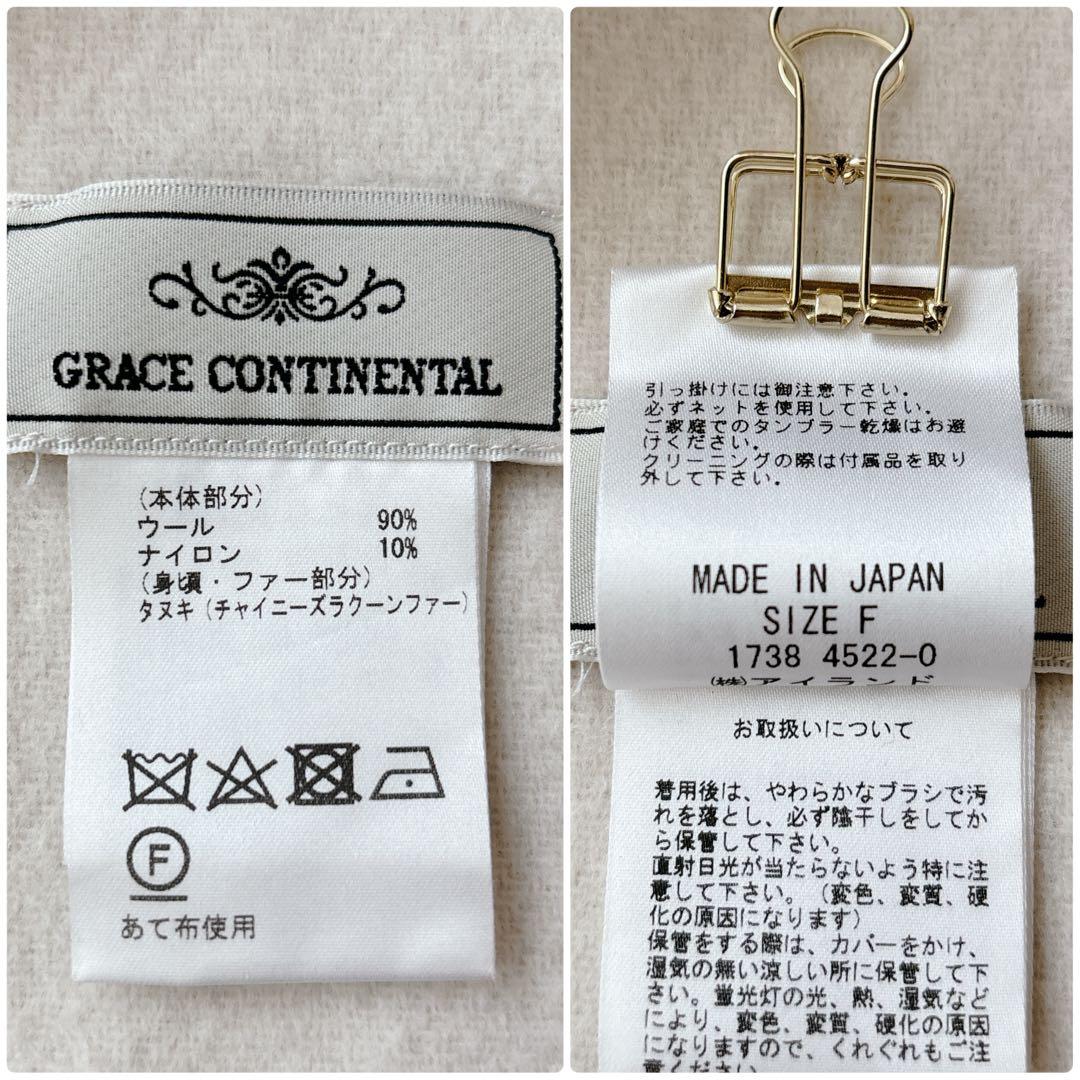 GRACE CONTINENTAL
(本体部分)
ウール 90%
ナイロン 10%
(身頃・ファー部分)
タヌキ(チャイニーズラクーンファー)
F
あて布使用
引っ掛けには御注意下さい。
必ずネットを使用して下さい。
ご家庭でのタンブラー乾燥はお避
けください。
クリーニングの際は付属品を取り
外して下さい。
MADE IN JAPAN
SIZE F
1738 4522-0
(株)アイランド
お取扱いについて
着用後は、やわらかなブラシで汚
れを落とし、必ず陰干しをしてか
ら保管して下さい。
直射日光が当たらないよう特に注
意して下さい。(変色、変質、硬
化の原因になります)
保管をする際は、カバーをかけ、
湿気の無い涼しい所に保管して下
さい。蛍光灯の光、熱、湿気など
により、変色、変質、硬化の原因
になりますので、くれぐれもご注
意ください